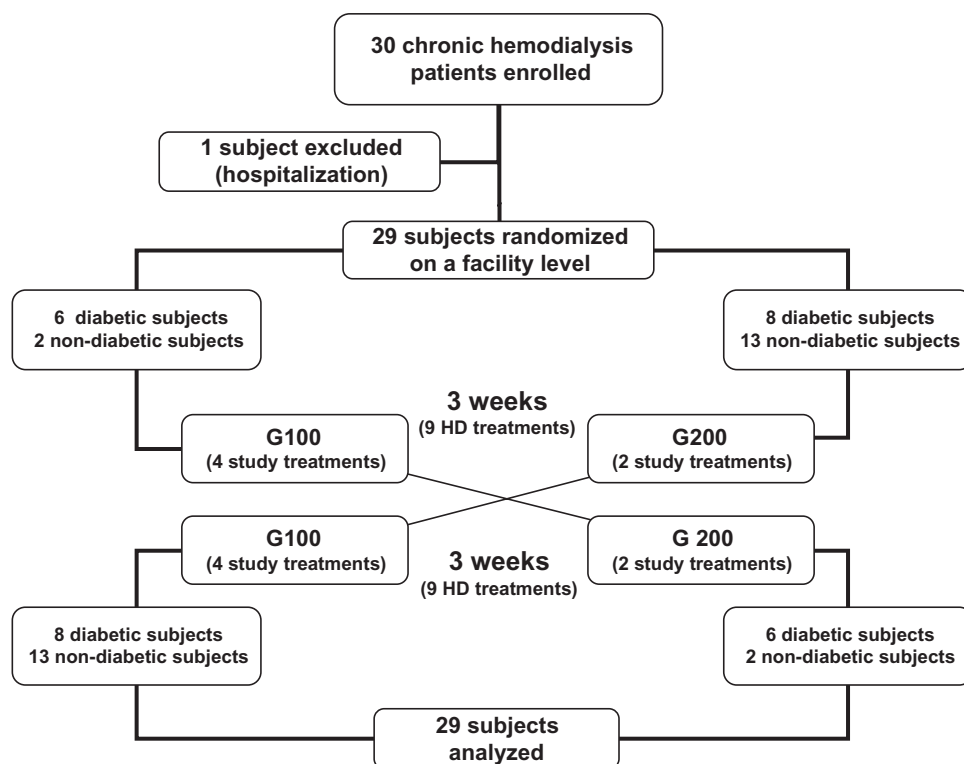 30 chronic hemodialysis
patients enrolled
1 subject excluded
(hospitalization)
29 subjects randomized
on a facility level
6 diabetic subjects
2 non-diabetic subjects
8 diabetic subjects
13 non-diabetic subjects
3 weeks
(9 HD treatments)
G100
(4 study treatments)
G200
(2 study treatments)
G100
(4 study treatments)
G 200
(2 study treatments)
3 weeks
(9 HD treatments)
8 diabetic subjects
13 non-diabetic subjects
6 diabetic subjects
2 non-diabetic subjects
29 subjects
analyzed